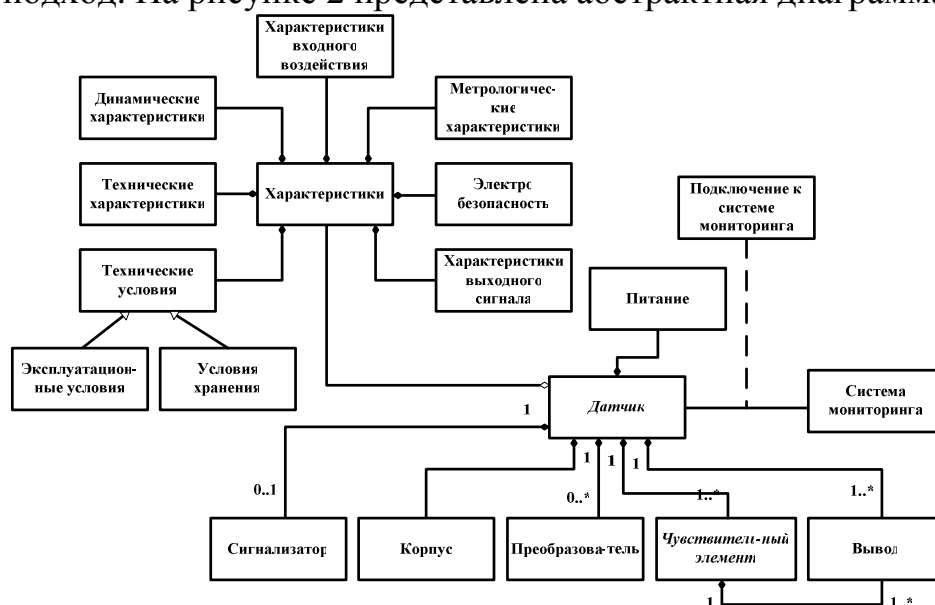 подход. На рисунке 2 представлена абстрактная диаграмма
Характеристики
входного
воздействия
Динамические
характеристики
Метрологичес-
кие
характеристики
Технические
характеристики
Характеристики
Электро
безопасность
Подключение к
системе
мониторинга
Технические
условия
Характеристики
выходного
сигнала
Питание
Эксплуатацион-
ные условия
Условия
хранения
Датчик
Система
мониторинга
1
1
1
1
0..1
0..*
1..*
1..*
Сигнализатор
Корпус
Преобразова-тель
Чувствитель-ный
элемент
Вывод
1
1..*